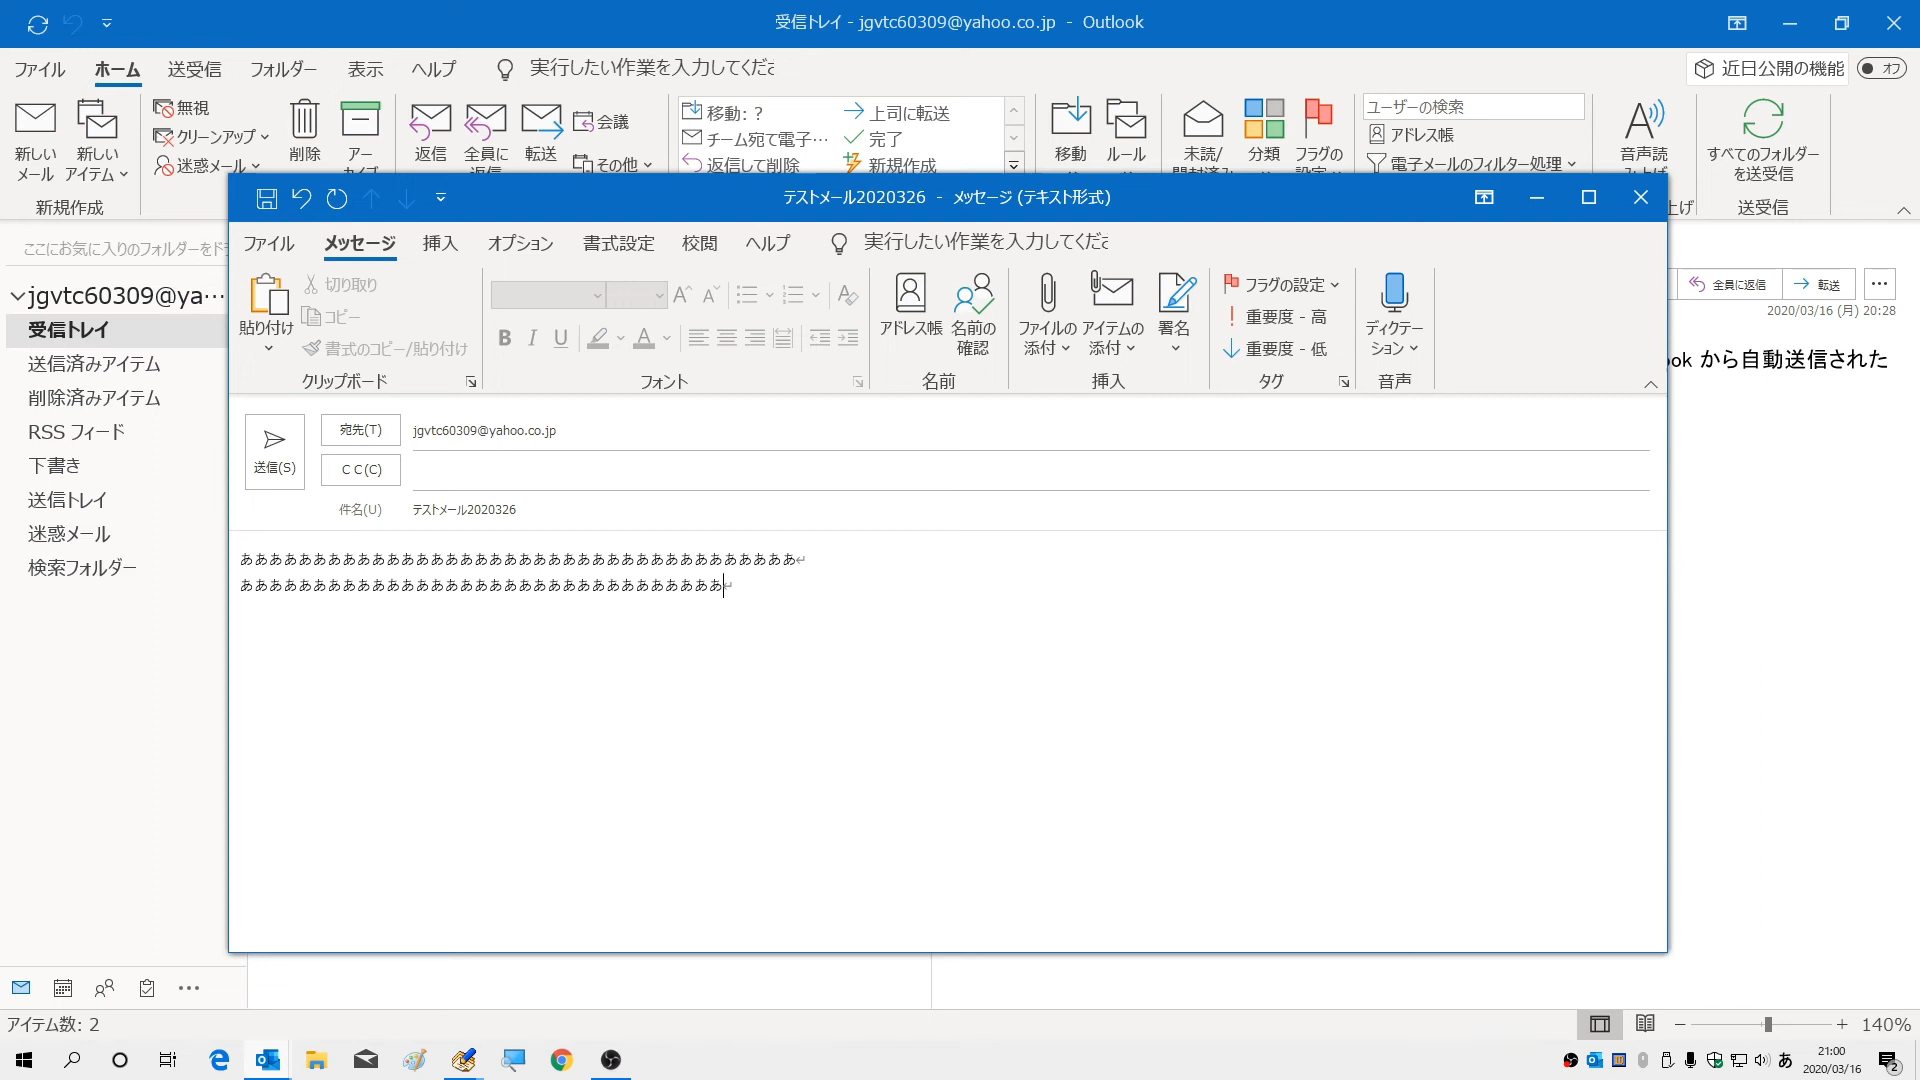 受信トレイ - jgvtc60309@yahoo.co.jp - Outlook
ファイル ホーム 送受信 フォルダー 表示 ヘルプ 実行したい作業を入力してくださ 近日公開の機能 オフ
新しい
メール
新しい
アイテム
新規作成
無視
クリーンアップ
迷惑メール
削除
アー
返信
全員に
転送
会議
その他
移動: ?
チーム宛て電子…
返信して削除
上司に転送
完了
新規作成
移動
ルール
未読/
分類
フラグの
ユーザーの検索
アドレス帳
電子メールのフィルター処理
音声読
上げ
すべてのフォルダー
を送受信
送受信
ここにお気に入りのフォルダーをド
jgvtc60309@ya…
受信トレイ
送信済みアイテム
削除済みアイテム
RSS フィード
下書き
送信トレイ
迷惑メール
検索フォルダー
テストメール2020326 - メッセージ (テキスト形式)
ファイル メッセージ 挿入 オプション 書式設定 校閲 ヘルプ 実行したい作業を入力してくださ
貼り付け
切り取り
コピー
書式のコピー/貼り付け
クリップボード
B I U A
フォント
アドレス帳
名前の
確認
名前
ファイルの
添付
アイテムの
添付
署名
挿入
フラグの設定
重要度 - 高
重要度 - 低
タグ
ディクテー
ション
音声
全員に返信 転送
2020/03/16 (月) 20:28
ok から自動送信された
送信(S)
宛先(T) jgvtc60309@yahoo.co.jp
C C(C)
件名(U) テストメール2020326
ああああああああああああああああああああああああああああああああああああああ↵
あああああああああああああああああああああああああああああああああ↵
アイテム数: 2
140%
あ
21:00
2020/03/16
2